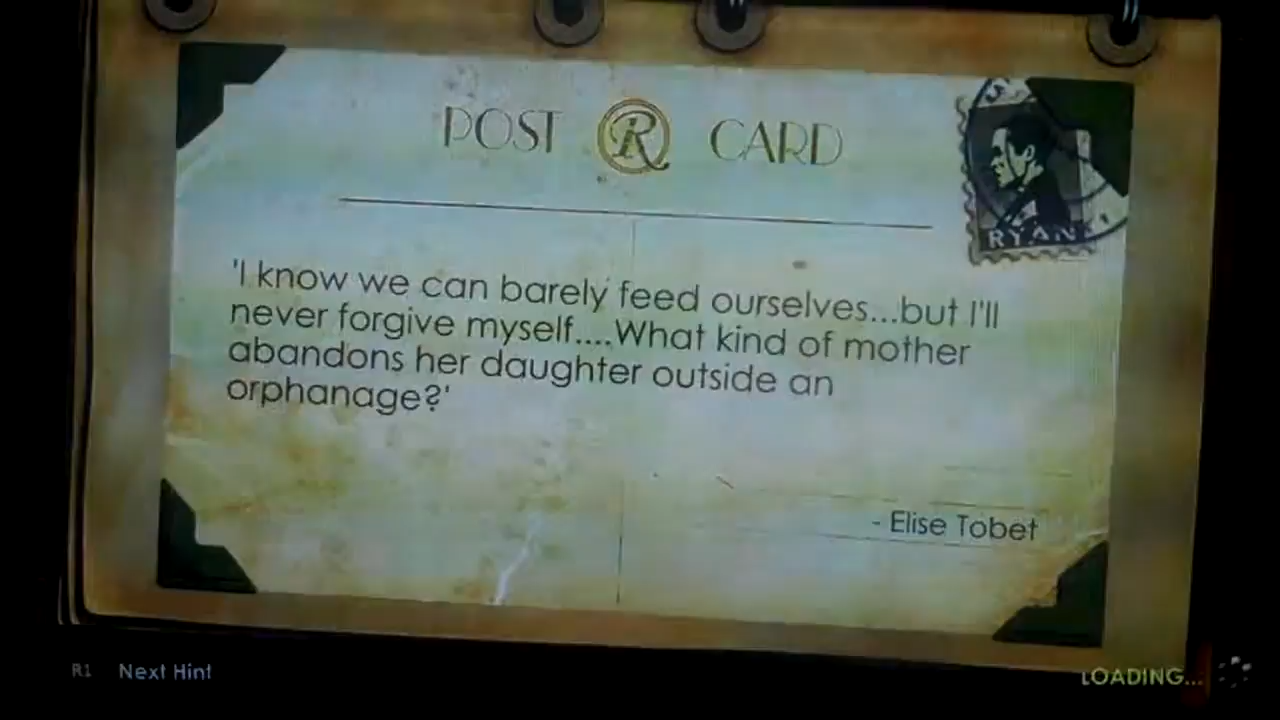 POST R CARD
RYAN
'I know we can barely feed ourselves...but I'll
never forgive myself....What kind of mother
abandons her daughter outside an
orphanage?'
- Elise Tobet
R1 Next Hint
LOADING...